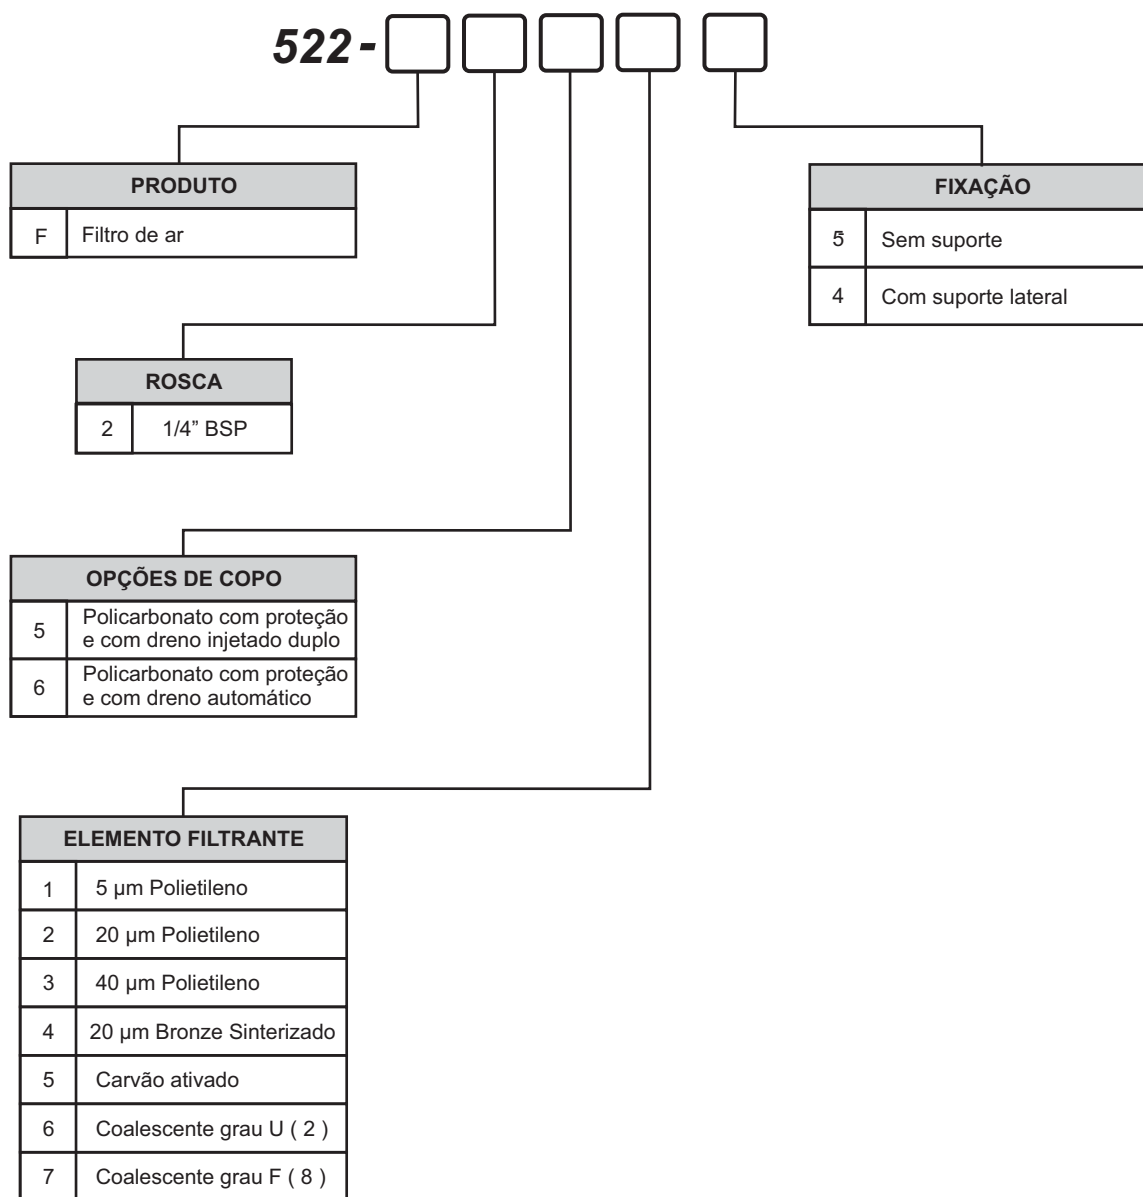 522-
PRODUTO
F Filtro de ar
FIXAÇÃO
5 Sem suporte
4 Com suporte lateral
ROSCA
2 1/4” BSP
OPÇÕES DE COPO
5 Policarbonato com proteção
e com dreno injetado duplo
6 Policarbonato com proteção
e com dreno automático
ELEMENTO FILTRANTE
1 5 µm Polietileno
2 20 µm Polietileno
3 40 µm Polietileno
4 20 µm Bronze Sinterizado
5 Carvão ativado
6 Coalescente grau U ( 2 )
7 Coalescente grau F ( 8 )